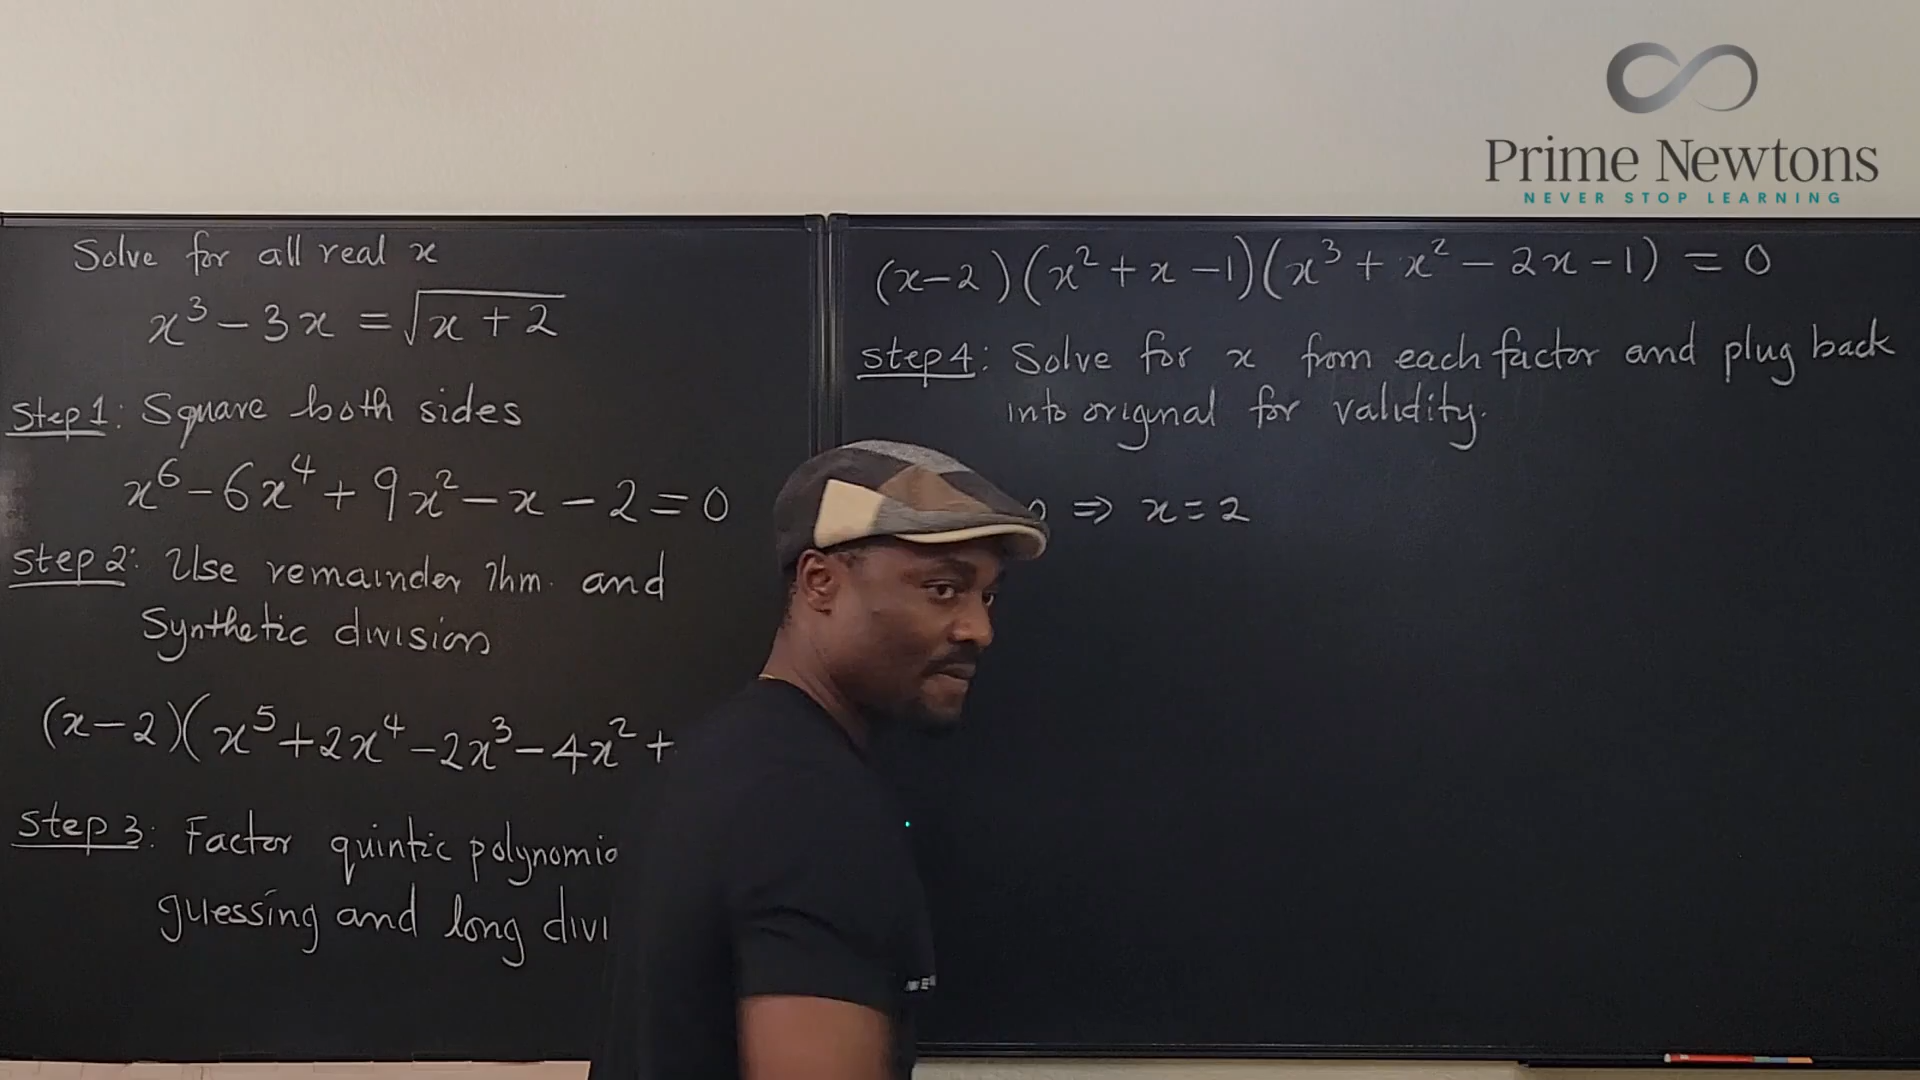 Prime Newtons
NEVER STOP LEARNING
Solve for all real x
x³ - 3x = √(x + 2)
Step 1: Square both sides
x⁶ - 6x⁴ + 9x² - x - 2 = 0
Step 2: Use remainder Thm. and
Synthetic division
(x-2)(x⁵ + 2x⁴ - 2x³ - 4x² +
Step 3: Factor quintic polynomia
guessing and long divi
(x-2)(x² + x - 1)(x³ + x² - 2x - 1) = 0
Step 4: Solve for x from each factor and plug back
into original for validity.
0 ⇒ x = 2